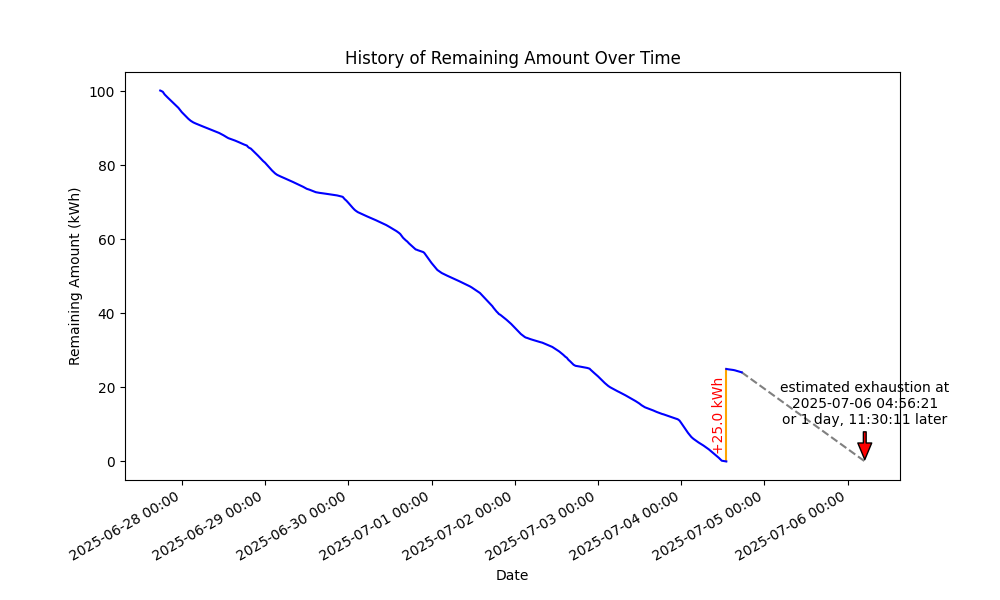 History of Remaining Amount Over Time
Remaining Amount (kWh)
100
80
60
40
20
0
+25.0 kWh
estimated exhaustion at
2025-07-06 04:56:21
or 1 day, 11:30:11 later
2025-06-28 00:00
2025-06-29 00:00
2025-06-30 00:00
2025-07-01 00:00
2025-07-02 00:00
2025-07-03 00:00
2025-07-04 00:00
2025-07-05 00:00
2025-07-06 00:00
Date